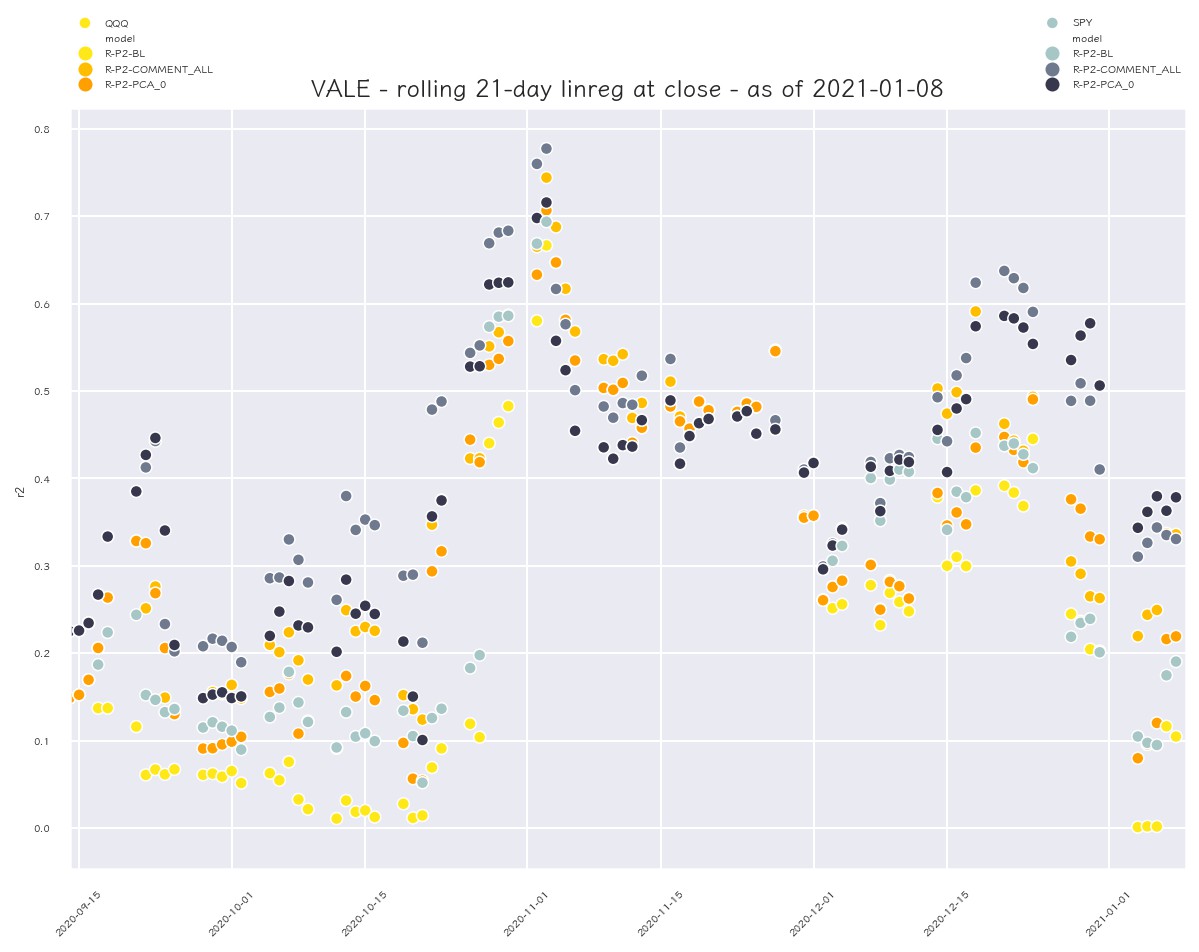 QQQ
model
R-P2-BL
R-P2-COMMENT_ALL
R-P2-PCA_0
SPY
model
R-P2-BL
R-P2-COMMENT_ALL
R-P2-PCA_0
VALE - rolling 21-day linreg at close - as of 2021-01-08
0.8
0.7
0.6
0.5
0.4
0.3
0.2
0.1
0.0
r2
2020-09-15
2020-10-01
2020-10-15
2020-11-01
2020-11-15
2020-12-01
2020-12-15
2021-01-01